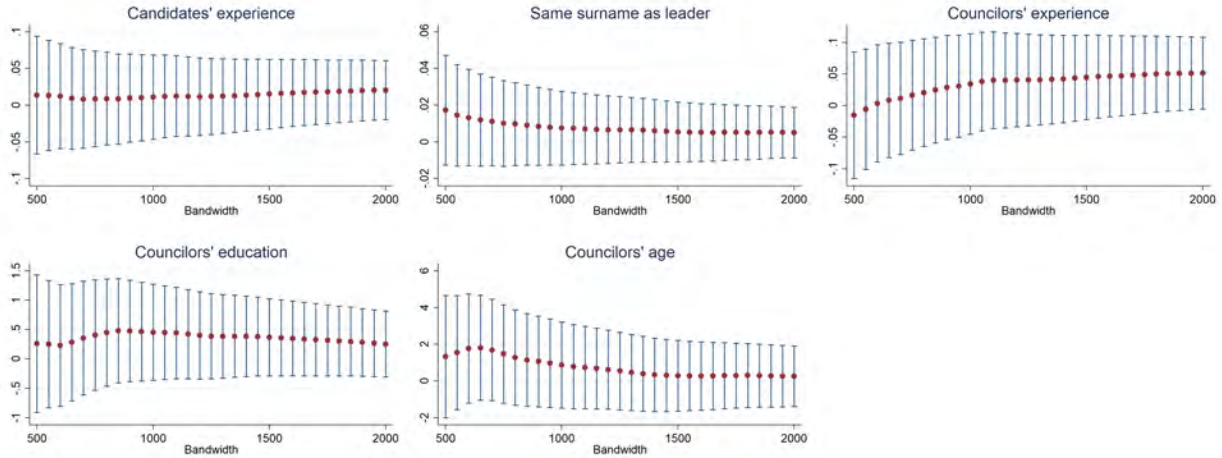 Candidates' experience
.1
.05
0
-.05
-.1
500 1000 1500 2000
Bandwidth
Same surname as leader
.06
.04
.02
0
-.02
500 1000 1500 2000
Bandwidth
Councilors' experience
.1
.05
0
-.05
-.1
500 1000 1500 2000
Bandwidth
Councilors' education
1.5
1
.5
0
-.5
-1
500 1000 1500 2000
Bandwidth
Councilors' age
6
4
2
0
-2
500 1000 1500 2000
Bandwidth